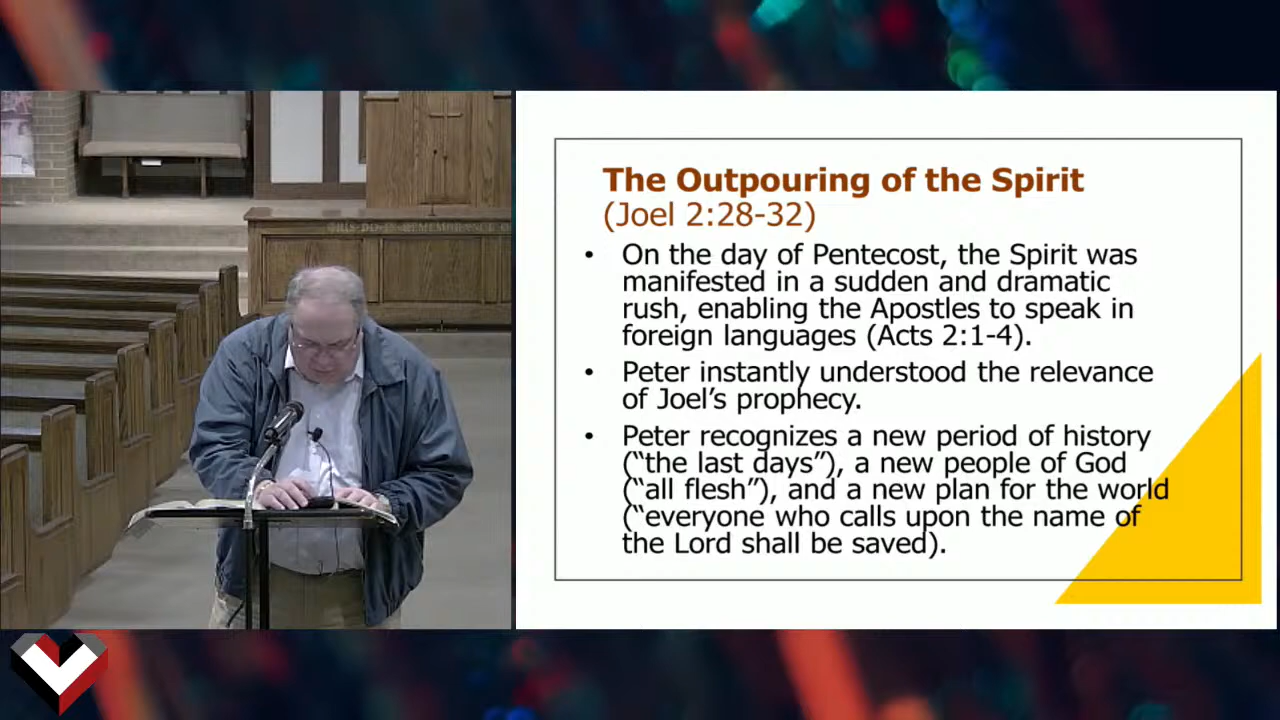 THIS·DO·IN·REMEMBRANCE·O
The Outpouring of the Spirit
(Joel 2:28-32)
• On the day of Pentecost, the Spirit was
manifested in a sudden and dramatic
rush, enabling the Apostles to speak in
foreign languages (Acts 2:1-4).
• Peter instantly understood the relevance
of Joel’s prophecy.
• Peter recognizes a new period of history
(“the last days”), a new people of God
(“all flesh”), and a new plan for the world
(“everyone who calls upon the name of
the Lord shall be saved).